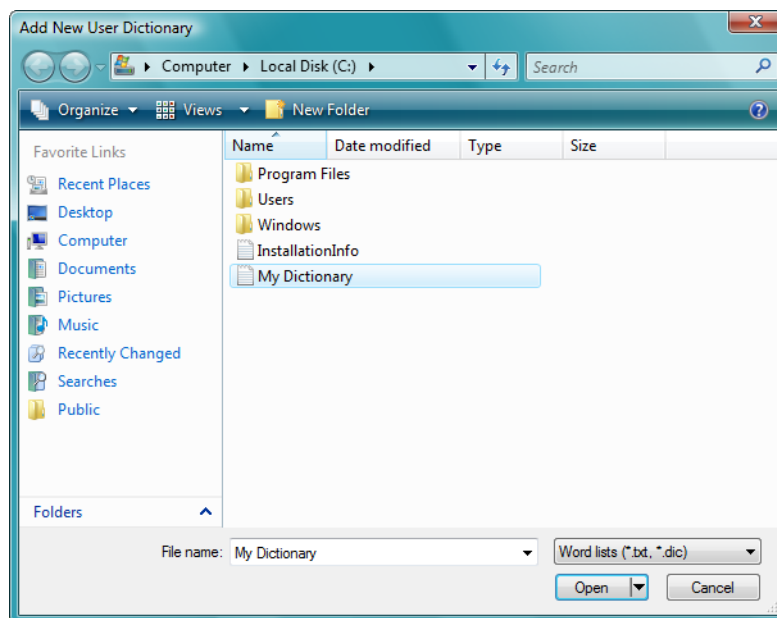 Add New User Dictionary
Computer Local Disk (C:) Search
Organize Views New Folder
Favorite Links
Recent Places
Desktop
Computer
Documents
Pictures
Music
Recently Changed
Searches
Public
Folders
Name Date modified Type Size
Program Files
Users
Windows
InstallationInfo
My Dictionary
File name: My Dictionary Word lists (*.txt, *.dic)
Open Cancel